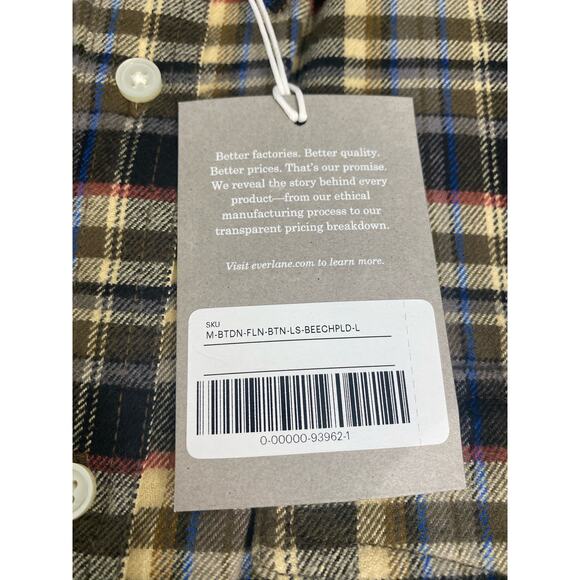 Better factories. Better quality.
Better prices. That's our promise.
We reveal the story behind every
product—from our ethical
manufacturing process to our
transparent pricing breakdown.
Visit everlane.com to learn more.
SKU
M-BTDN-FLN-BTN-LS-BEECHPLD-L
0-00000-93962-1